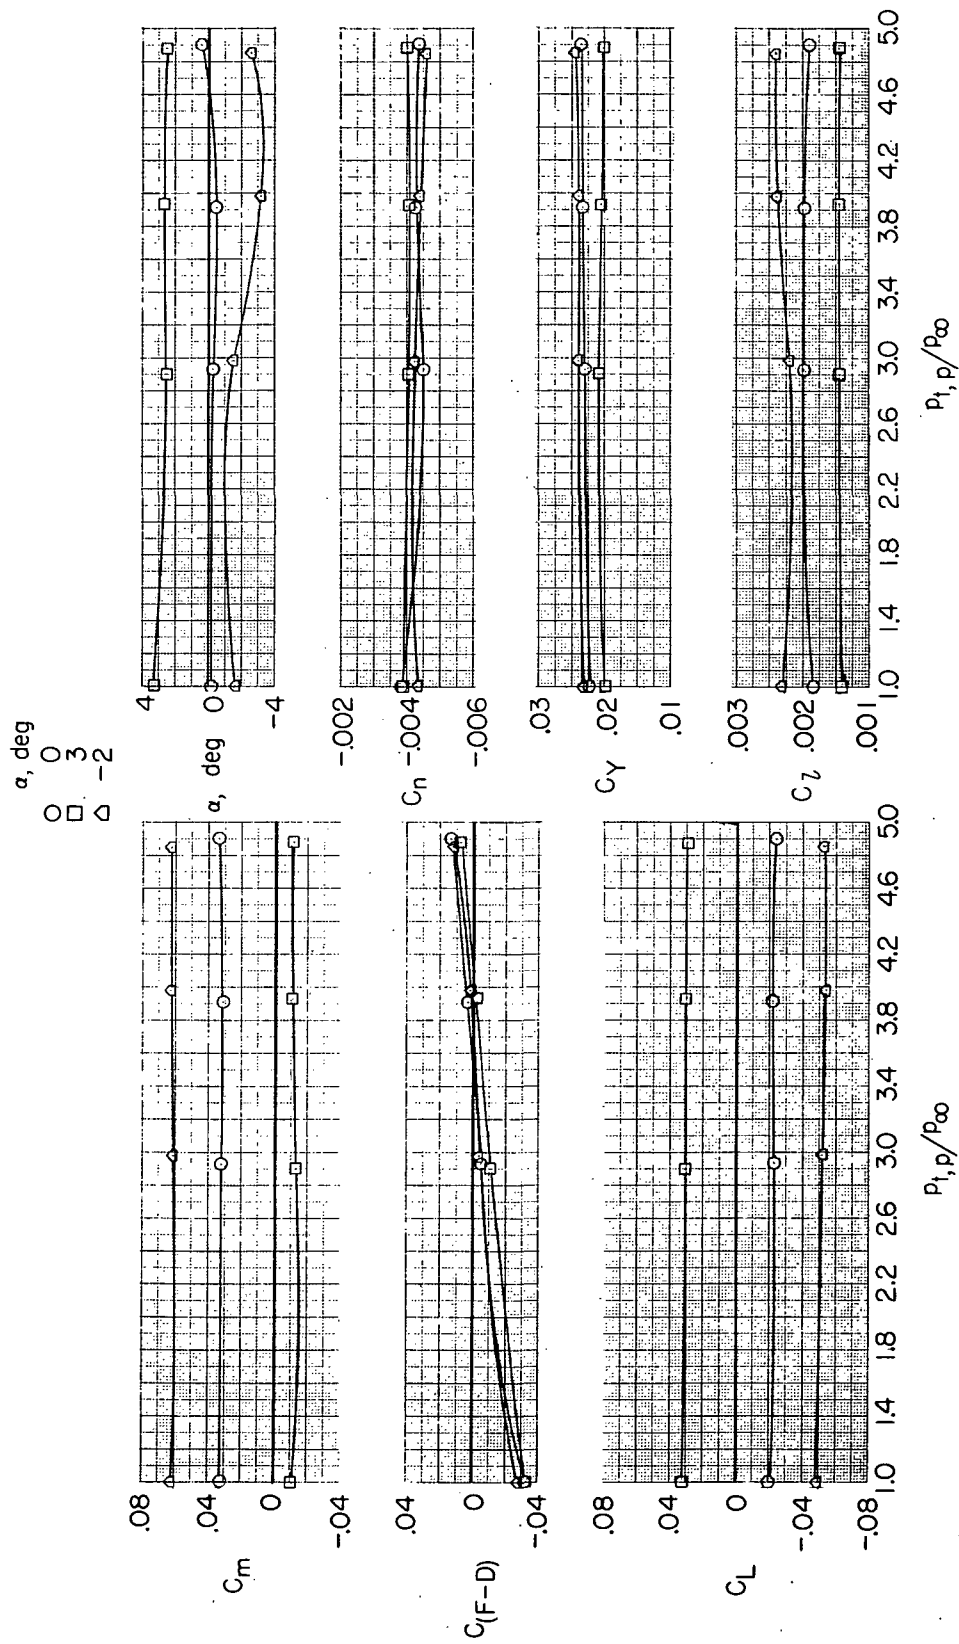 α, deg
○ 0
□ 3
△ -2
.08
.04
0
-.04
Cm
.04
0
-.04
C(F-D)
.08
.04
0
-.04
-.08
CL
1.0 1.4 1.8 2.2 2.6 3.0 3.4 3.8 4.2 4.6 5.0
pt,p/p∞
4
0
-4
α, deg
-.002
-.004
-.006
Cn
.03
.02
.01
CY
.003
.002
.001
Cl
1.0 1.4 1.8 2.2 2.6 3.0 3.4 3.8 4.2 4.6 5.0
pt,p/p∞